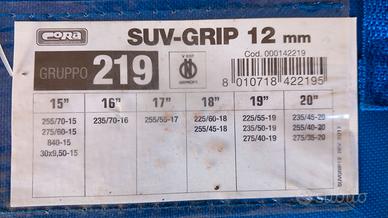 CORA
SUV-GRIP 12 mm
Cod. 000142219
GRUPPO 219
8 010718 422195
15" 16" 17" 18" 19" 20"
255/70-15 235/70-16 255/55-17 225/60-18 225/55-19 235/45-20
275/60-15 255/45-18 235/50-19 255/40-20
840-15 275/40-19 275/35-20
30x9,50-15
subito